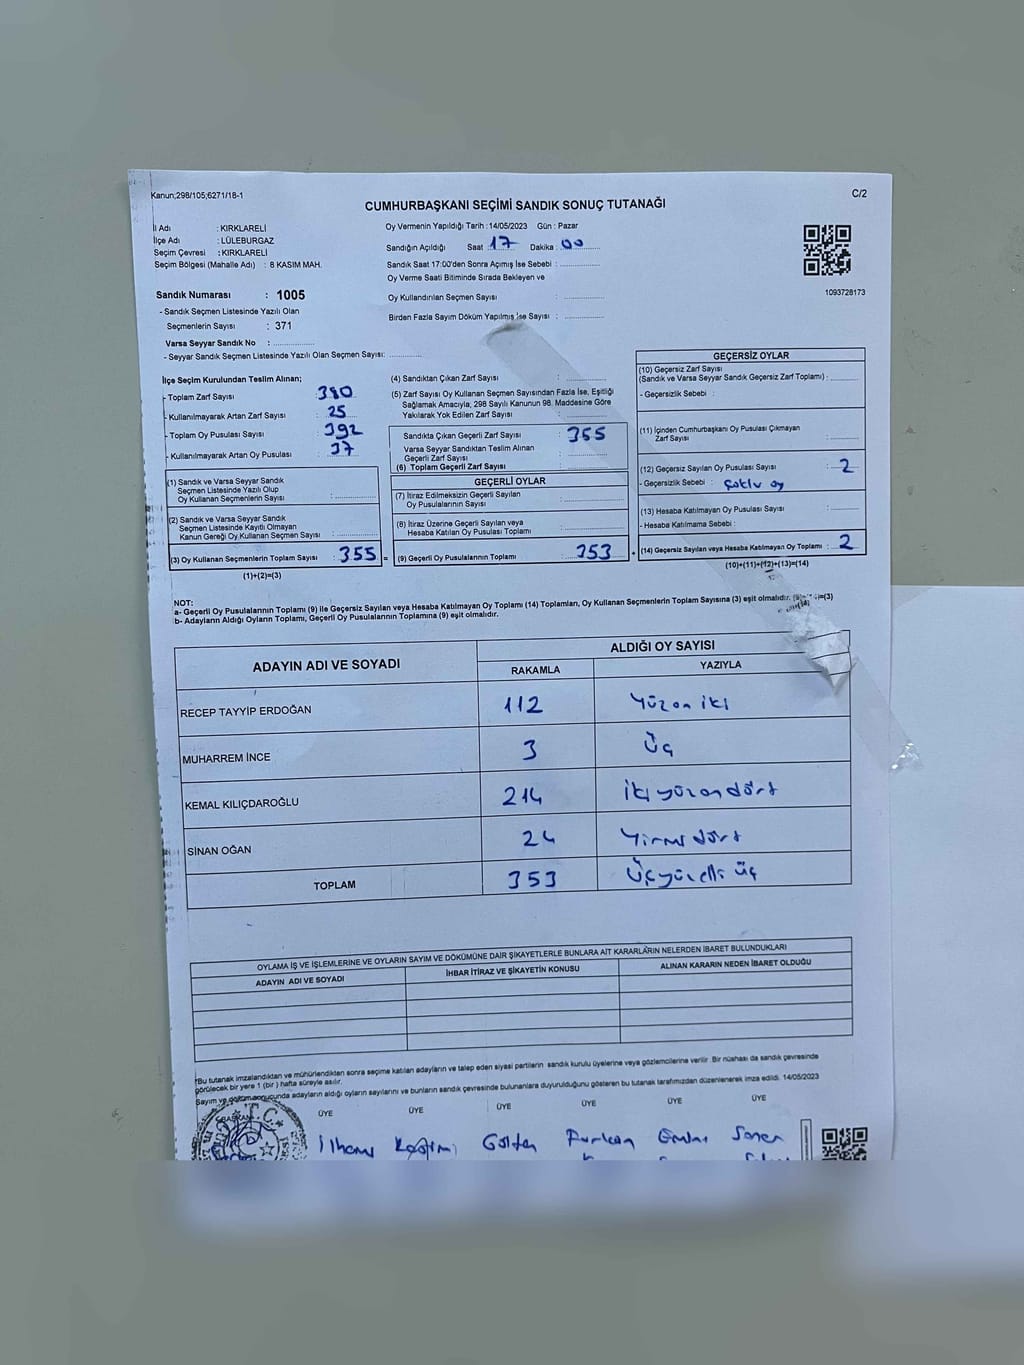 Kanun;298/105;6271/18-1
C/2
CUMHURBAŞKANI SEÇİMİ SANDIK SONUÇ TUTANAĞI
İl Adı : KIRKLARELİ
İlçe Adı : LÜLEBURGAZ
Seçim Çevresi : KIRKLARELİ
Seçim Bölgesi (Mahalle Adı) : 8 KASIM MAH.
Sandık Numarası : 1005
- Sandık Seçmen Listesinde Yazılı Olan
Seçmenlerin Sayısı : 371
Varsa Seyyar Sandık No :
- Seyyar Sandık Seçmen Listesinde Yazılı Olan Seçmen Sayısı:
Oy Vermenin Yapıldığı Tarih : 14/05/2023 Gün : Pazar
Sandığın Açıldığı Saat : 17 Dakika : 00
Sandık Saat 17:00'den Sonra Açımış İse Sebebi :
Oy Verme Saati Bitiminde Sırada Bekleyen ve
Oy Kullandırılan Seçmen Sayısı :
Birden Fazla Sayım Döküm Yapılmış İse Sayısı :
1093728173
İlçe Seçim Kurulundan Teslim Alınan;
- Toplam Zarf Sayısı : 380
- Kullanılmayarak Artan Zarf Sayısı : 25
- Toplam Oy Pusulası Sayısı : 392
- Kullanılmayarak Artan Oy Pusulası : 37
(1) Sandık ve Varsa Seyyar Sandık
Seçmen Listesinde Yazılı Olup
Oy Kullanan Seçmenlerin Sayısı :
(2) Sandık ve Varsa Seyyar Sandık
Seçmen Listesinde Kayıtlı Olmayan
Kanun Gereği Oy Kullanan Seçmen Sayısı :
(3) Oy Kullanan Seçmenlerin Toplam Sayısı : 355 =
(1)+(2)=(3)
(4) Sandıktan Çıkan Zarf Sayısı :
(5) Zarf Sayısı Oy Kullanan Seçmen Sayısından Fazla İse, Eşitliği
Sağlamak Amacıyla, 298 Sayılı Kanunun 98. Maddesine Göre
Yakılarak Yok Edilen Zarf Sayısı :
Sandıkta Çıkan Geçerli Zarf Sayısı : 355
Varsa Seyyar Sandıktan Teslim Alınan
Geçerli Zarf Sayısı :
(6) Toplam Geçerli Zarf Sayısı :
GEÇERLİ OYLAR
(7) İtiraz Edilmeksizin Geçerli Sayılan
Oy Pusulalarının Sayısı :
(8) İtiraz Üzerine Geçerli Sayılan veya
Hesaba Katılan Oy Pusulası Toplamı :
(9) Geçerli Oy Pusulalarının Toplamı : 353 +
GEÇERSİZ OYLAR
(10) Geçersiz Zarf Sayısı
(Sandık ve Varsa Seyyar Sandık Geçersiz Zarf Toplamı) :
- Geçersizlik Sebebi :
(11) İçinden Cumhurbaşkanı Oy Pusulası Çıkmayan
Zarf Sayısı :
(12) Geçersiz Sayılan Oy Pusulası Sayısı : 2
- Geçersizlik Sebebi : Çoklu oy
(13) Hesaba Katılmayan Oy Pusulası Sayısı :
- Hesaba Katılmama Sebebi :
(14) Geçersiz Sayılan veya Hesaba Katılmayan Oy Toplamı : 2
(10)+(11)+(12)+(13)=(14)
NOT:
a- Geçerli Oy Pusulalarının Toplamı (9) ile Geçersiz Sayılan veya Hesaba Katılmayan Oy Toplamı (14) Toplamları, Oy Kullanan Seçmenlerin Toplam Sayısına (3) eşit olmalıdır.
b- Adayların Aldığı Oyların Toplamı, Geçerli Oy Pusulalarının Toplamına (9) eşit olmalıdır.
ADAYIN ADI VE SOYADI ALDIĞI OY SAYISI
RAKAMLA YAZIYLA
RECEP TAYYİP ERDOĞAN 112 Yüzon iki
MUHARREM İNCE 3 Üç
KEMAL KILIÇDAROĞLU 214 İki yüzon dört
SİNAN OĞAN 24 Yirmi dört
TOPLAM 353 Üçyüz elli üç
OYLAMA İŞ VE İŞLEMLERİNE VE OYLARIN SAYIM VE DÖKÜMÜNE DAİR ŞİKAYETLERLE BUNLARA AİT KARARLARIN NELERDEN İBARET BULUNDUKLARI
ADAYIN ADI VE SOYADI İHBAR İTİRAZ VE ŞİKAYETİN KONUSU ALINAN KARARIN NEDEN İBARET OLDUĞU
*Bu tutanak imzalandıktan ve mühürlendikten sonra seçime katılan adayların ve talep eden siyasi partilerin sandık kurulu üyelerine veya gözlemcilerine verilir. Bir nüshası da sandık çevresinde
görülecek bir yere 1 (bir) hafta süreyle asılır.
Sayım ve döküm sonucunda adayların aldığı oyların sayılarını ve bunların sandık çevresinde bulunanlara duyurulduğunu gösteren bu tutanak tarafımızdan düzenlenerek imza edildi. 14/05/2023
ÜYE ÜYE ÜYE ÜYE ÜYE ÜYE
T.C.
Furkan Soner